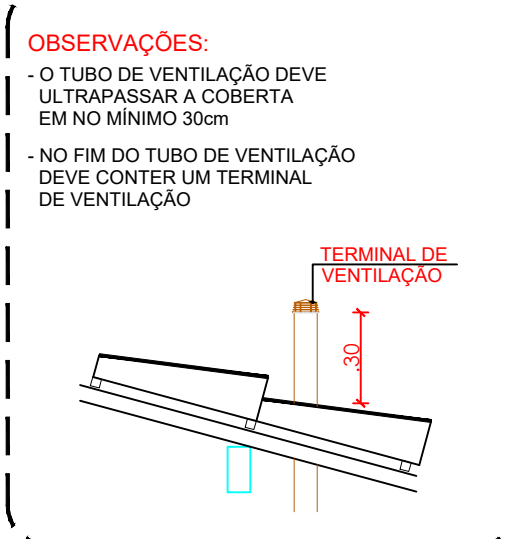 OBSERVAÇÕES:
- O TUBO DE VENTILAÇÃO DEVE
ULTRAPASSAR A COBERTA
EM NO MÍNIMO 30cm
- NO FIM DO TUBO DE VENTILAÇÃO
DEVE CONTER UM TERMINAL
DE VENTILAÇÃO
TERMINAL DE
VENTILAÇÃO
.30